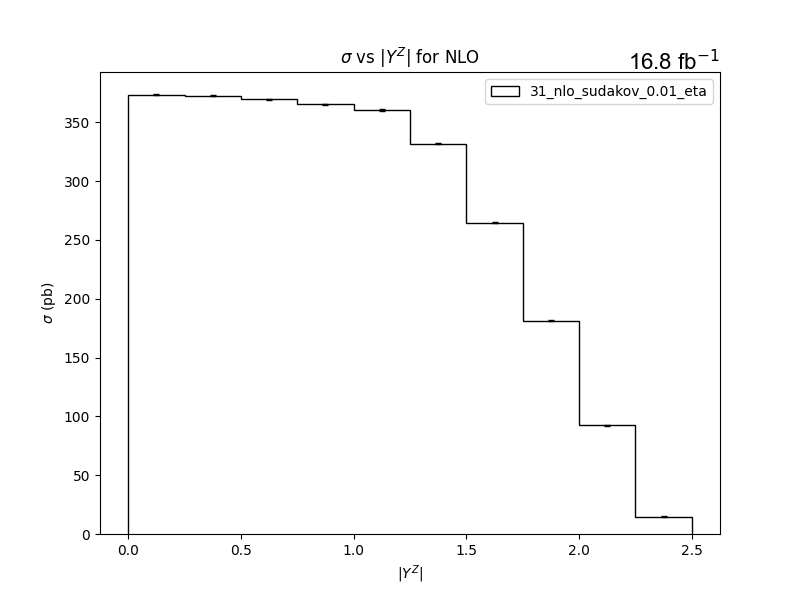 σ vs |Y^Z| for NLO
16.8 fb⁻¹
31_nlo_sudakov_0.01_eta
350
300
250
200
150
100
50
0
σ (pb)
0.0 0.5 1.0 1.5 2.0 2.5
|Y^Z|